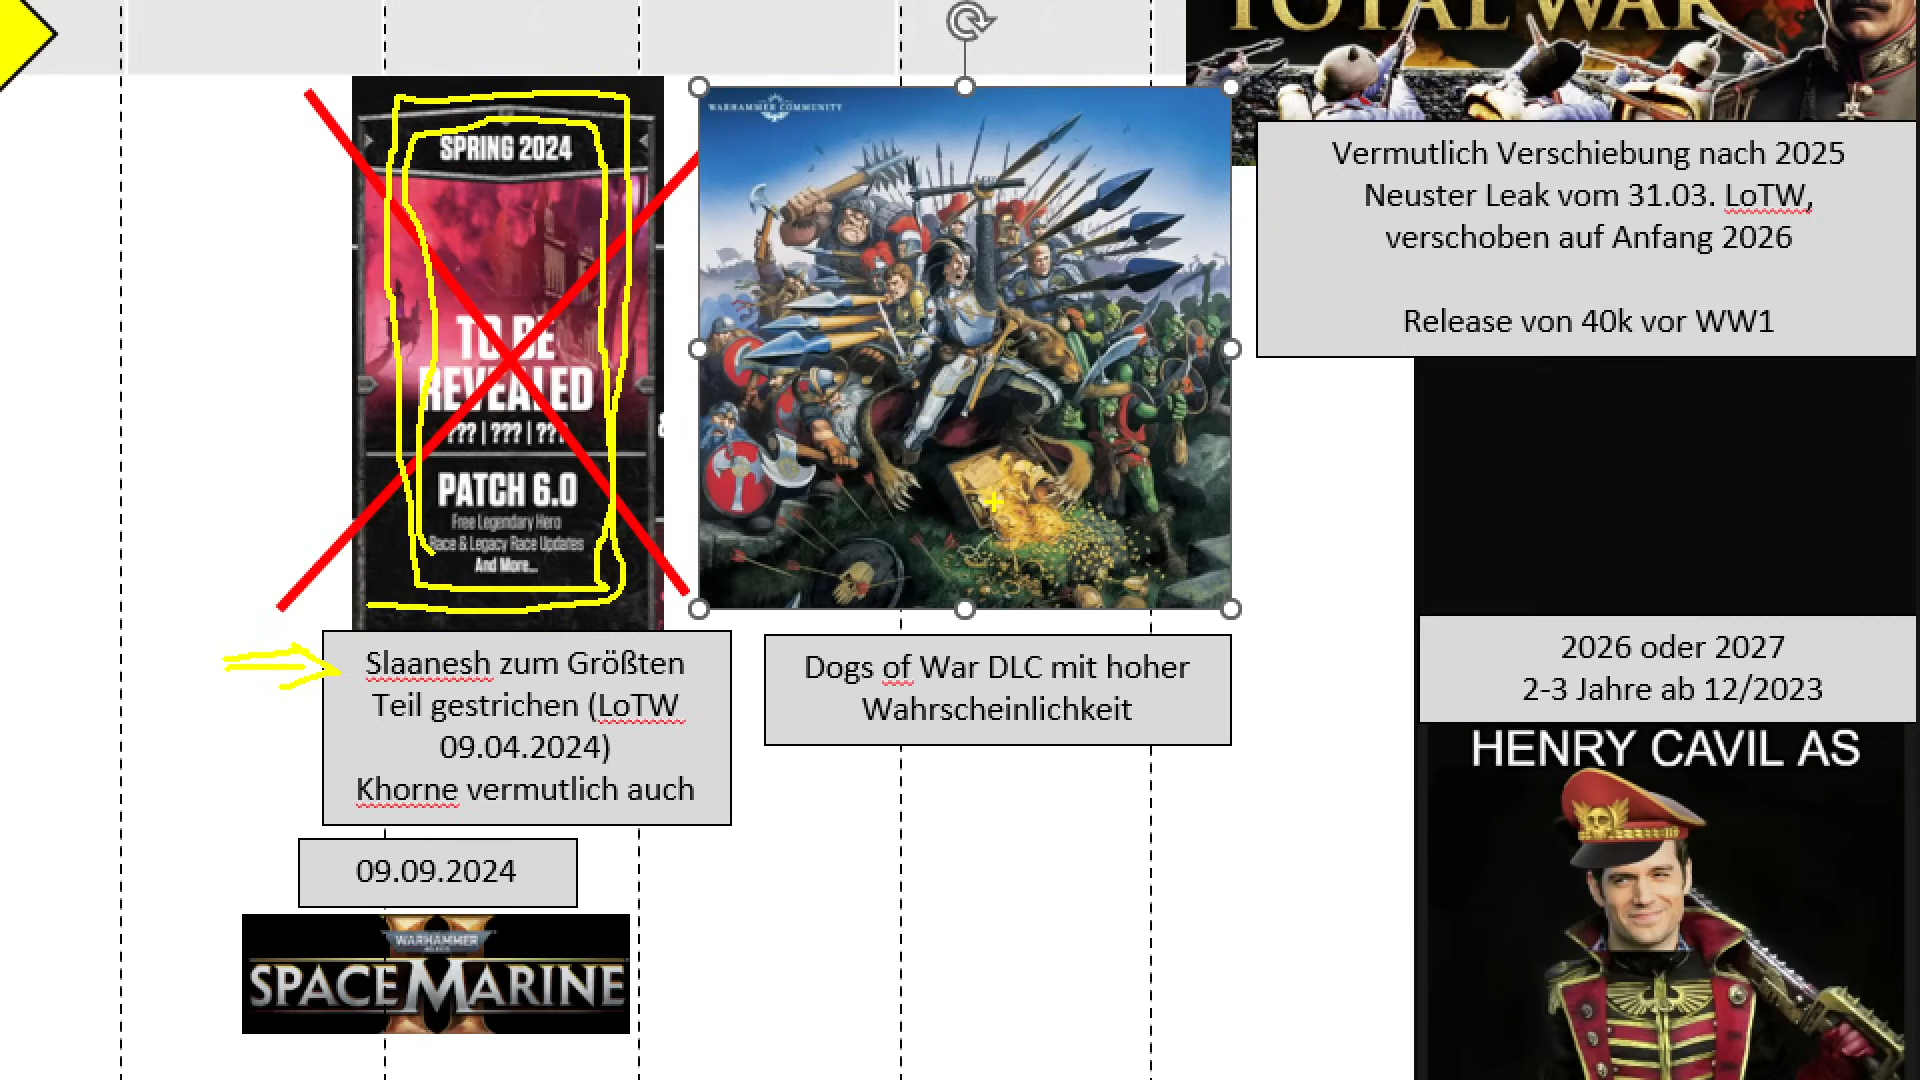 TOTAL WAR
WARHAMMER COMMUNITY
SPRING 2024
TO BE
REVEALED
??? | ??? | ???
PATCH 6.0
Free Legendary Hero
Race & Legacy Race Updates
And More...
Vermutlich Verschiebung nach 2025
Neuster Leak vom 31.03. LoTW,
verschoben auf Anfang 2026
Release von 40k vor WW1
Slaanesh zum Größten
Teil gestrichen (LoTW
09.04.2024)
Khorne vermutlich auch
Dogs of War DLC mit hoher
Wahrscheinlichkeit
2026 oder 2027
2-3 Jahre ab 12/2023
HENRY CAVIL AS
09.09.2024
WARHAMMER
SPACE MARINE